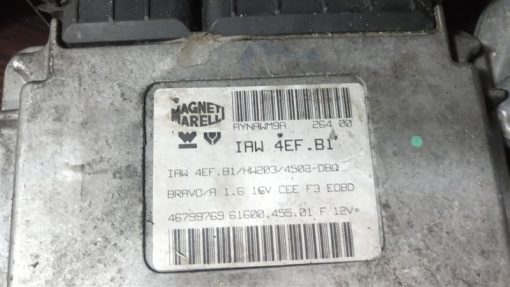 MAGNETI
MARELLI
AYNAWM9A 264 00
IAW 4EF.B1
IAW 4EF.B1/HW203/4502-DBQ
BRAVO/A 1.6 16V CEE F3 EOBD
46799769 61600.455.01 F 12V=